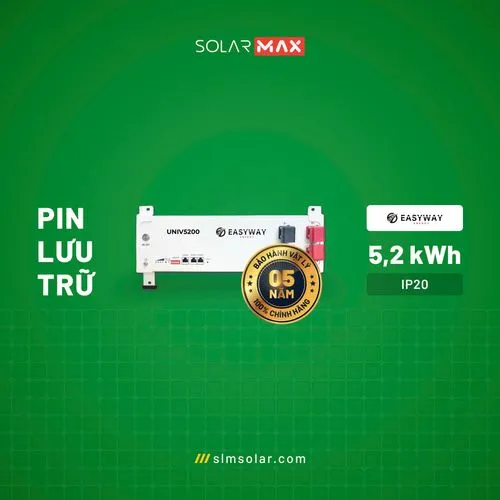 SOLAR MAX
PIN
LƯU
TRỮ
UNIV5200
EASYWAY
BẢO HÀNH VẬT LÝ
05
NĂM
100% CHÍNH HÃNG
EASYWAY
5,2 kWh
IP20
slmsolar.com